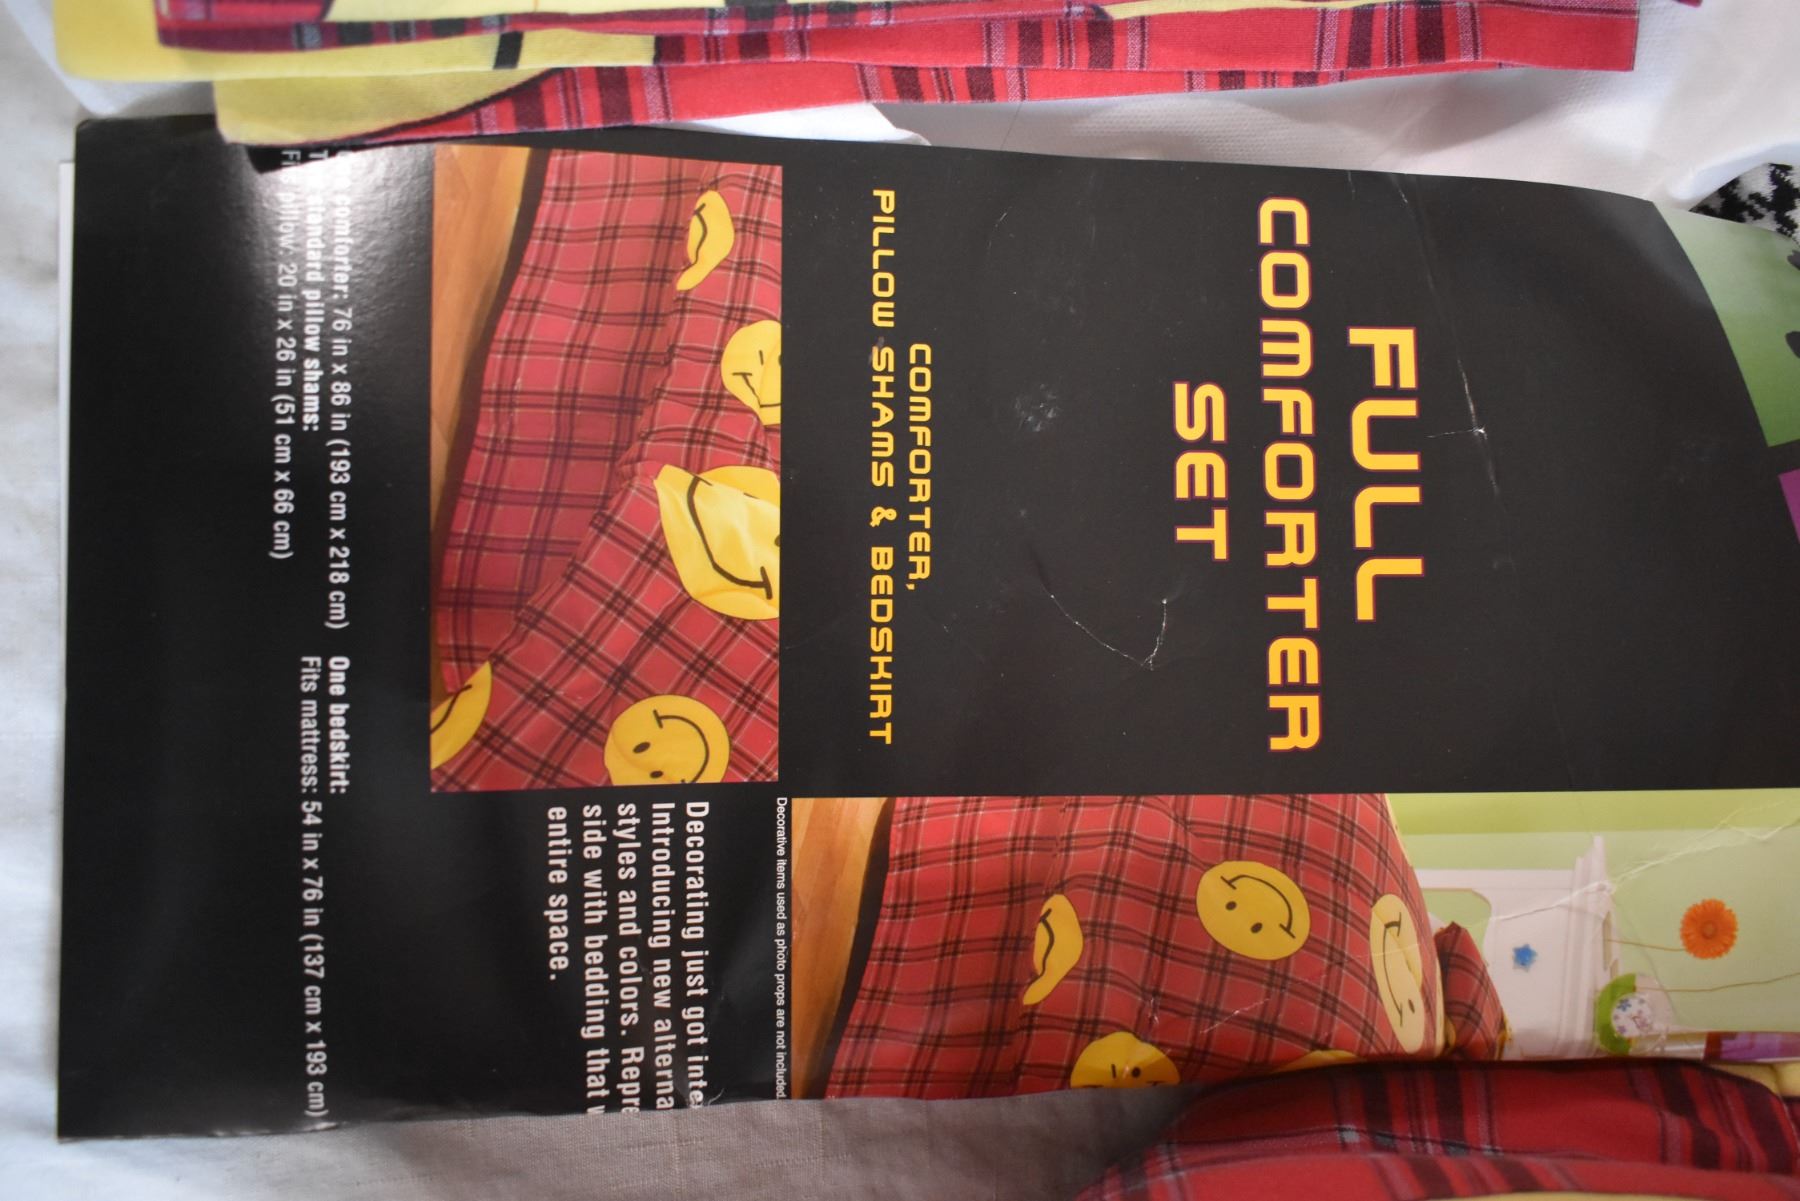 FULL
COMFORTER
SET
COMFORTER,
PILLOW SHAMS & BEDSKIRT
Decorative items used as photo props are not included.
Decorating just got
Introducing new
styles and colors.
side with bedding that
entire space.
comforter: 76 in x 86 in (193 cm x 218 cm)
standard pillow shams:
pillow: 20 in x 26 in (51 cm x 66 cm)
One bedskirt:
Fits mattress: 54 in x 76 in (137 cm x 193 cm)